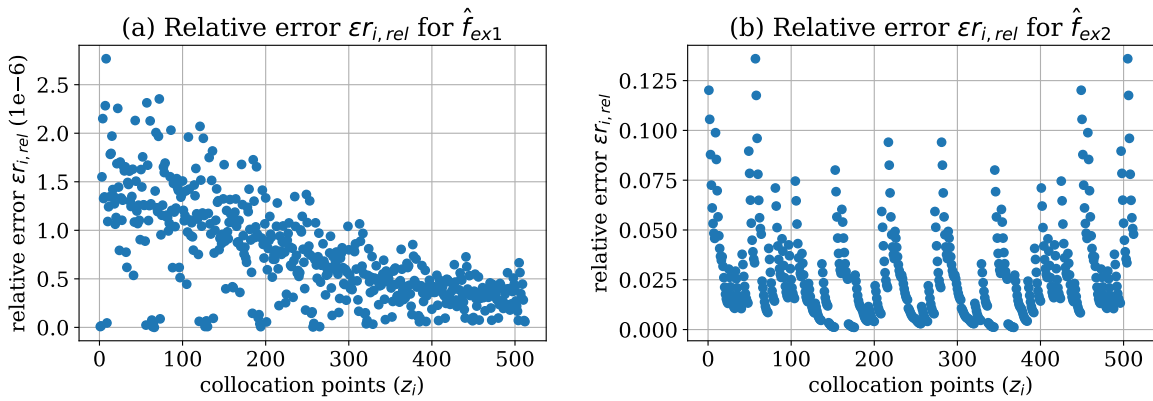 (a) Relative error εr_{i,rel} for f̂_{ex1}
relative error εr_{i,rel} (1e−6)
2.5
2.0
1.5
1.0
0.5
0.0
0 100 200 300 400 500
collocation points (z_i)
(b) Relative error εr_{i,rel} for f̂_{ex2}
relative error εr_{i,rel}
0.125
0.100
0.075
0.050
0.025
0.000
0 100 200 300 400 500
collocation points (z_i)